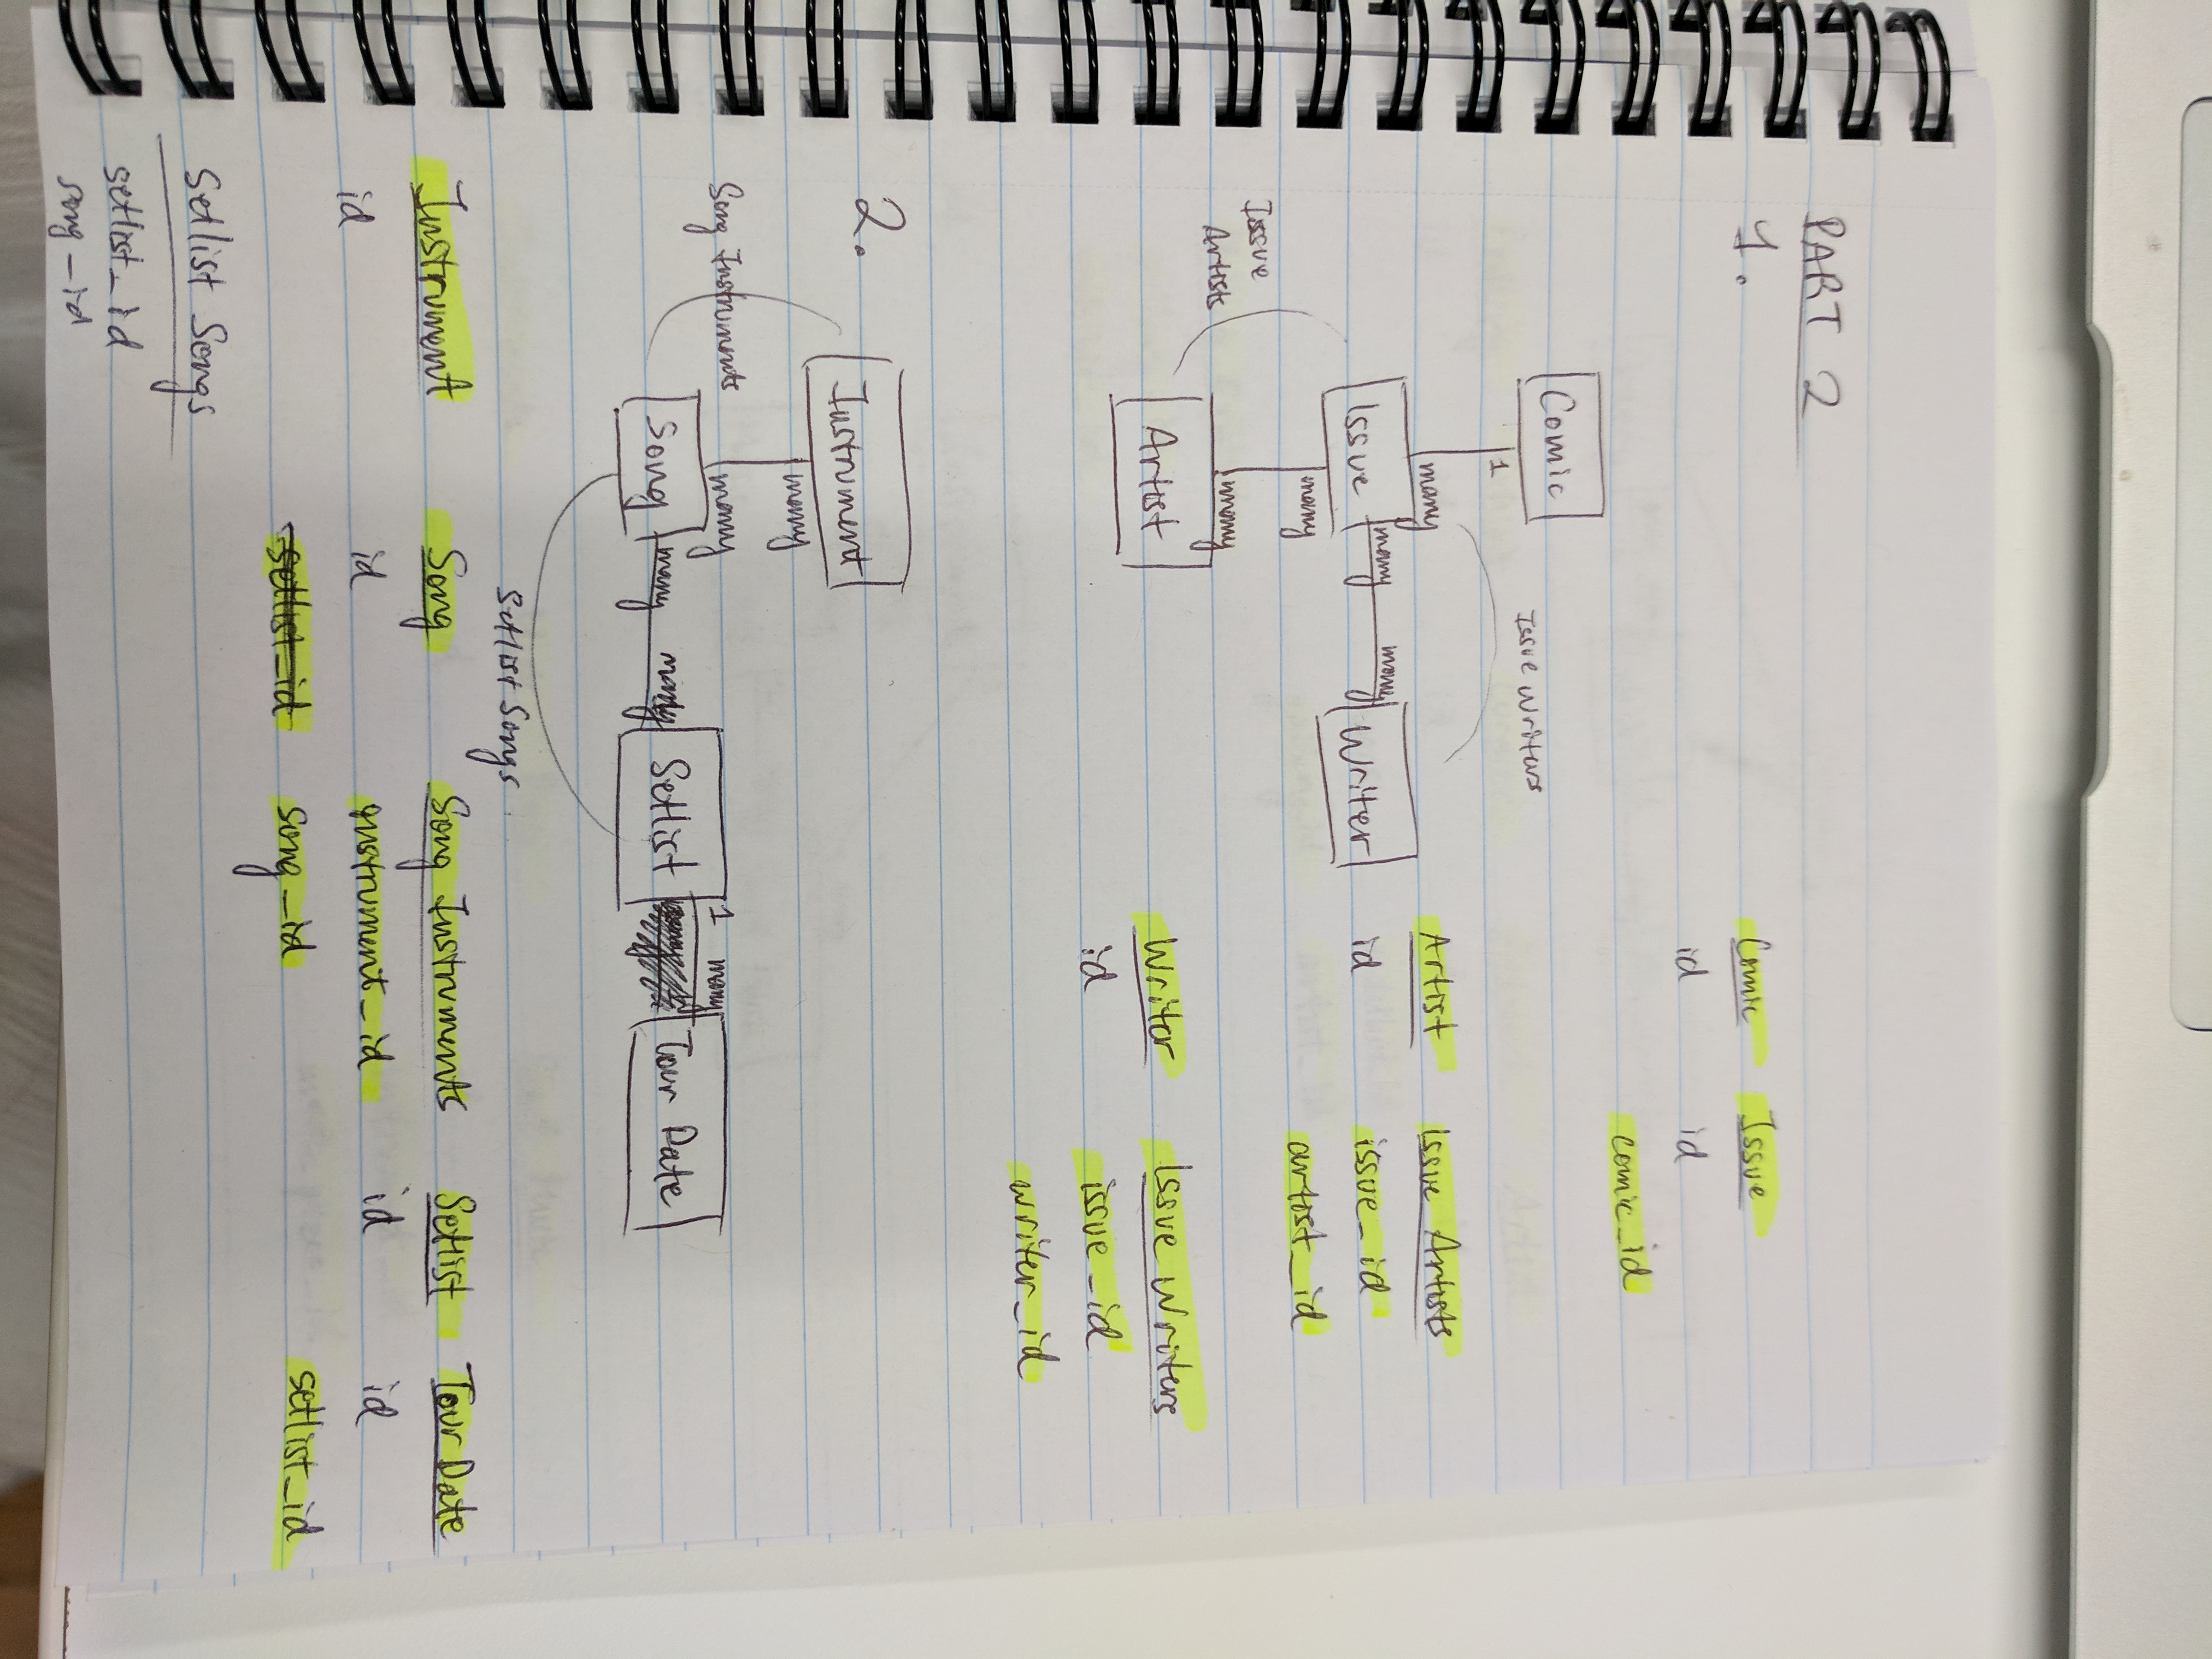 PART 2
1.
Comic
1
many
Issue Writers
Issue many many Writer
many
Issue
Artists
many
Artist
Comic Issue
id id
comic_id
Artist Issue Artists
id issue_id
artist_id
Writer Issue Writers
id issue_id
writer_id
2.
Instrument
many
Song Instruments
many
Song many many Setlist 1 many Tour Date
Setlist Songs
Instrument Song Song Instruments Setlist Tour Date
id id instrument_id id id
setlist_id song_id setlist_id
Setlist Songs
setlist_id
song_id